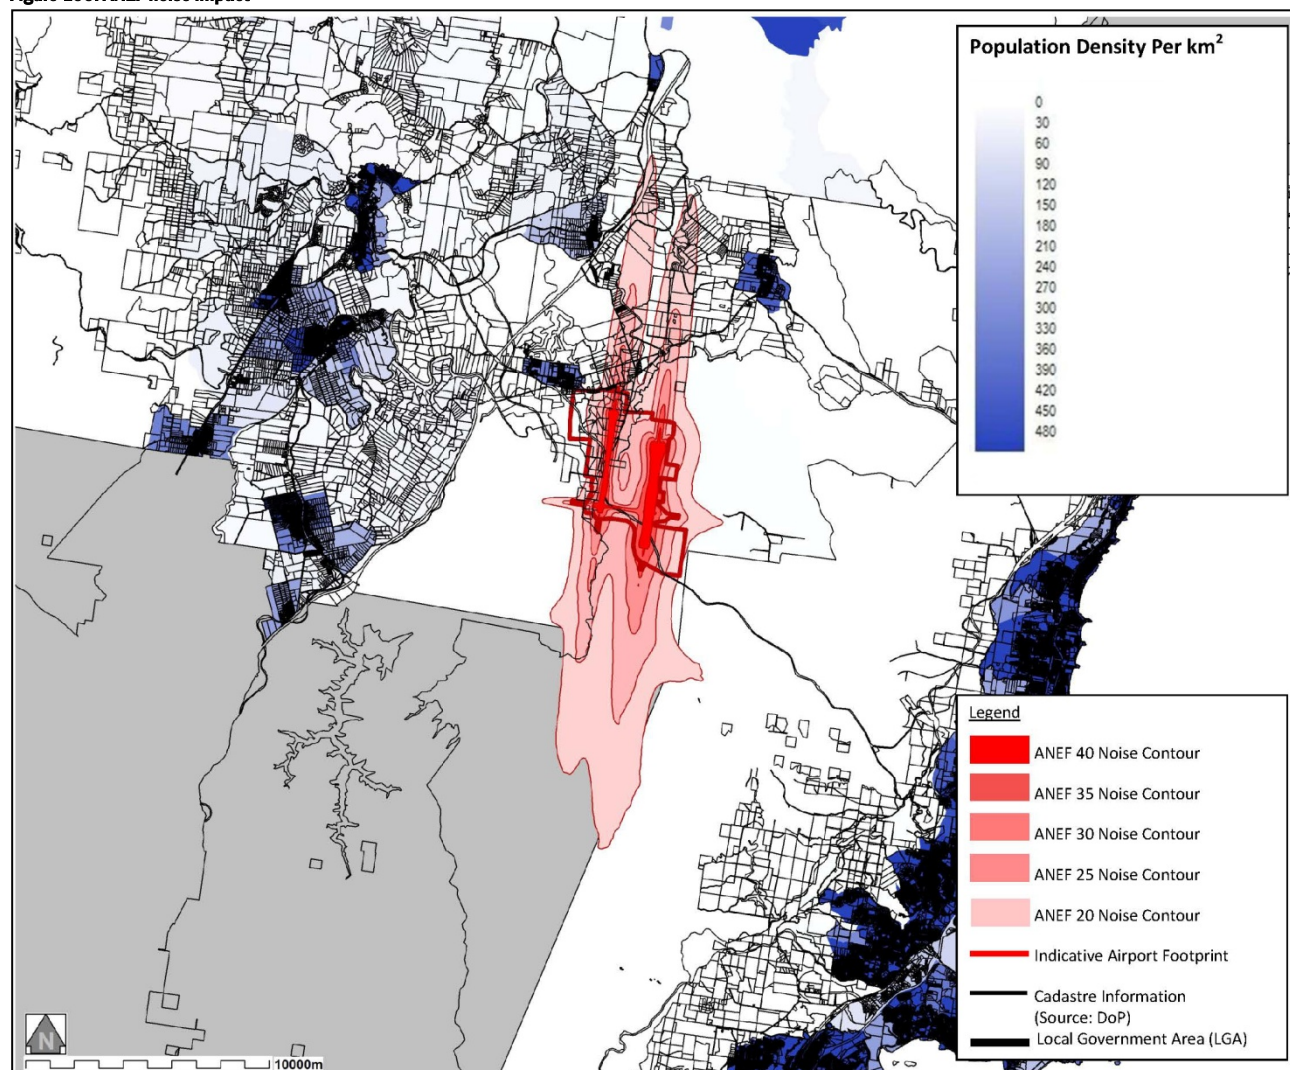 Population Density Per km²
0
30
60
90
120
150
180
210
240
270
300
330
360
390
420
450
480
Legend
ANEF 40 Noise Contour
ANEF 35 Noise Contour
ANEF 30 Noise Contour
ANEF 25 Noise Contour
ANEF 20 Noise Contour
Indicative Airport Footprint
Cadastre Information
(Source: DoP)
Local Government Area (LGA)
N
10000m